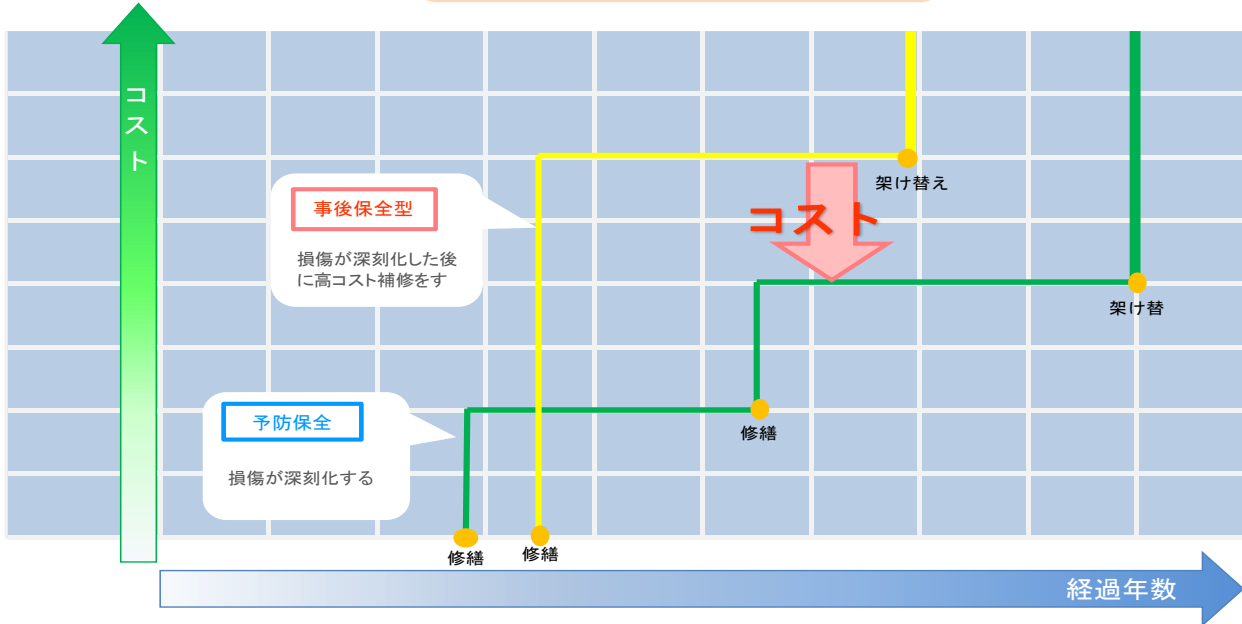 コスト
架け替え
事後保全型
コスト
損傷が深刻化した後
に高コスト補修をす
架け替
予防保全
修繕
損傷が深刻化する
修繕
修繕
経過年数